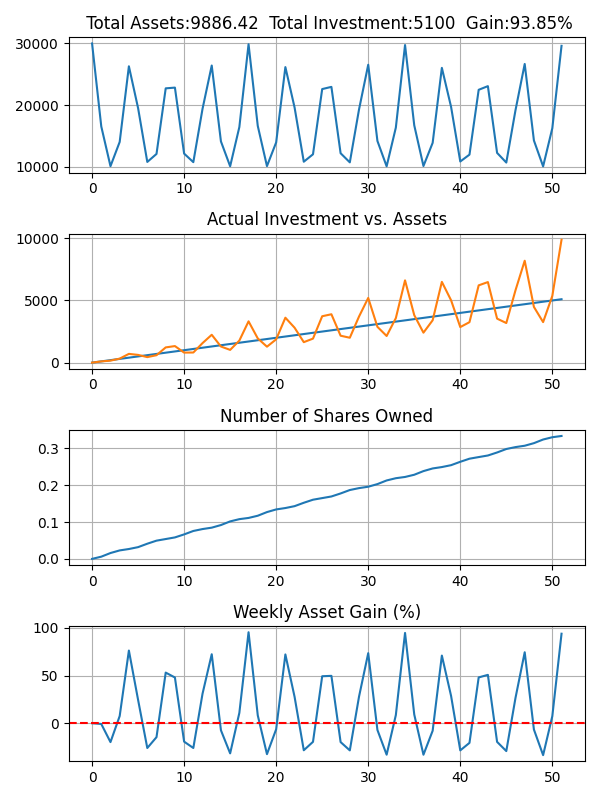 Total Assets:9886.42  Total Investment:5100  Gain:93.85%
30000
20000
10000
0 10 20 30 40 50
Actual Investment vs. Assets
10000
5000
0
0 10 20 30 40 50
Number of Shares Owned
0.3
0.2
0.1
0.0
0 10 20 30 40 50
Weekly Asset Gain (%)
100
50
0
0 10 20 30 40 50